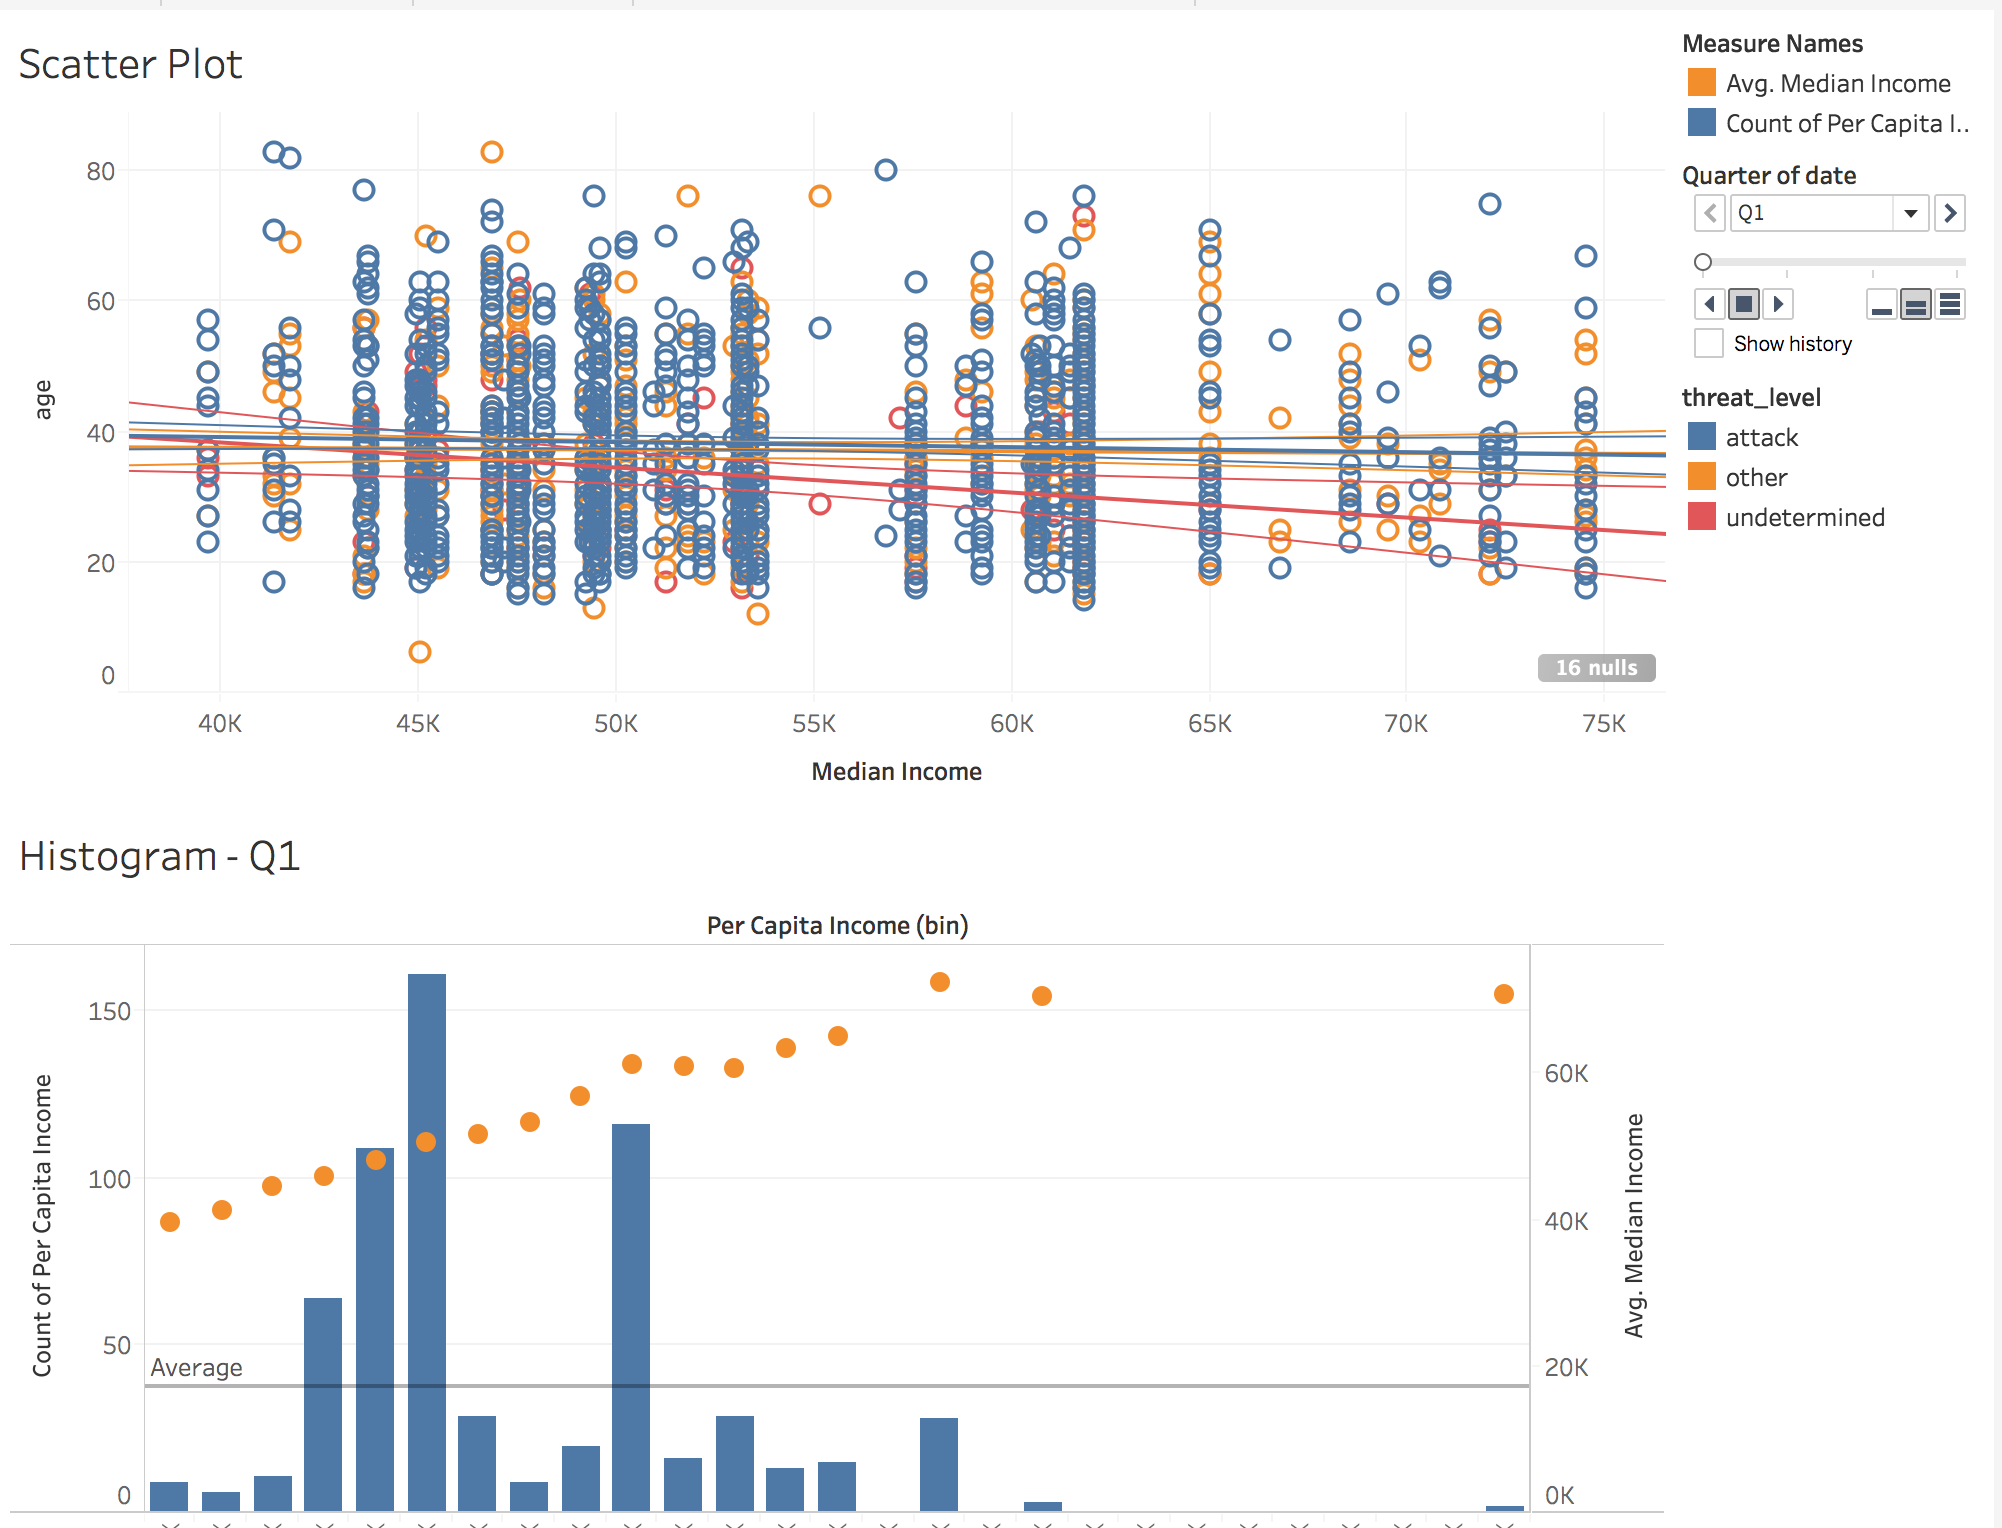 Scatter Plot
80
60
40
20
0
age
16 nulls
40K
45K
50K
55K
60K
65K
70K
75K
Median Income
Measure Names
Avg. Median Income
Count of Per Capita I..
Quarter of date
Q1
Show history
threat_level
attack
other
undetermined
Histogram - Q1
Per Capita Income (bin)
150
100
50
0
Count of Per Capita Income
Average
60K
40K
20K
0K
Avg. Median Income